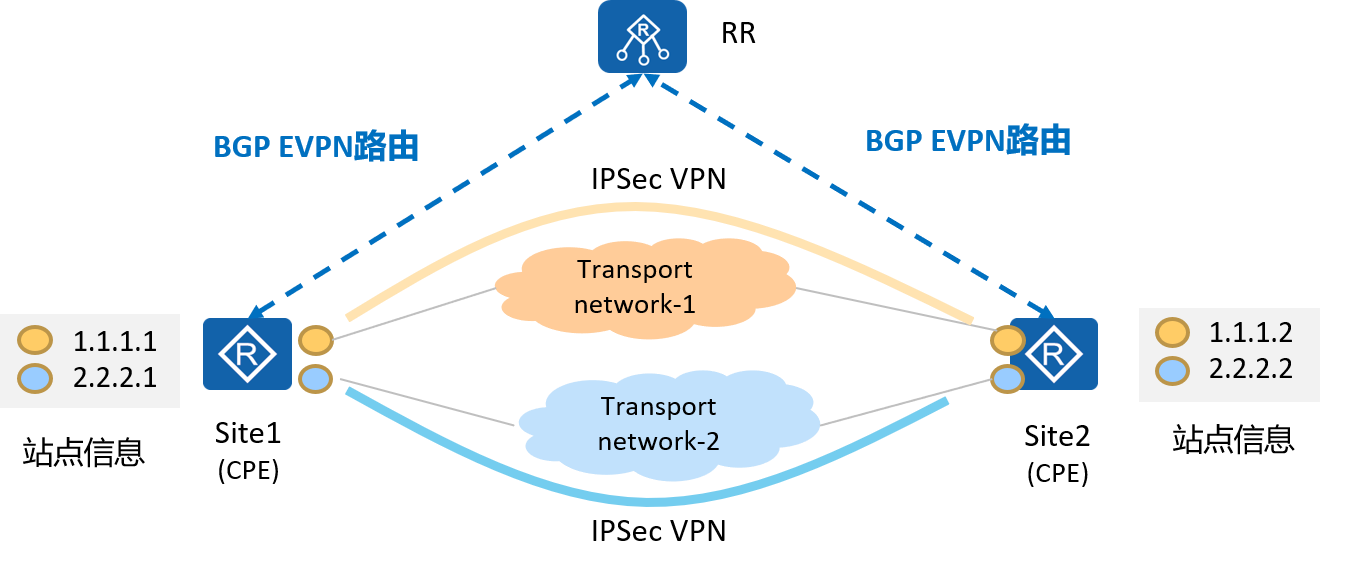 RR
BGP EVPN路由
BGP EVPN路由
IPSec VPN
Transport
network-1
1.1.1.1
2.2.2.1
站点信息
R
Site1
(CPE)
R
Site2
(CPE)
1.1.1.2
2.2.2.2
站点信息
Transport
network-2
IPSec VPN
R